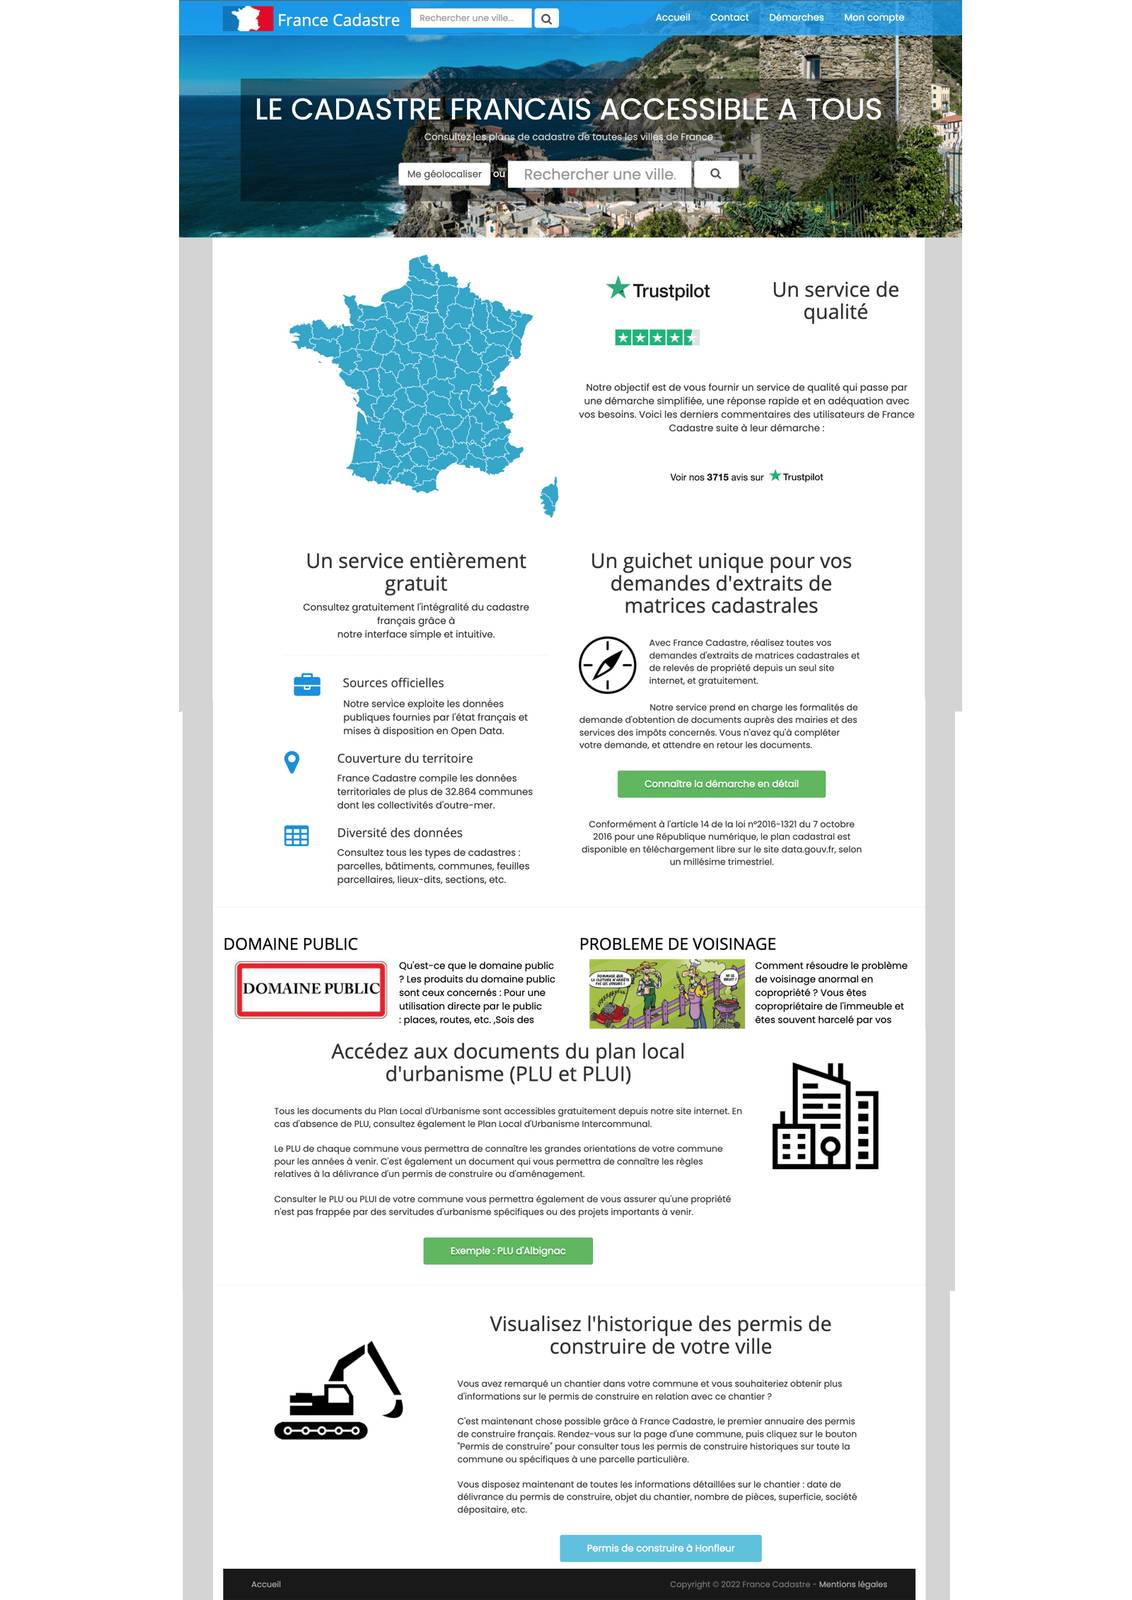 France Cadastre
Rechercher une ville...
Accueil
Contact
Démarches
Mon compte
LE CADASTRE FRANCAIS ACCESSIBLE A TOUS
Consultez les plans de cadastre de toutes les villes de France
Me géolocaliser
ou
Rechercher une ville.
Trustpilot
Un service de
qualité
Notre objectif est de vous fournir un service de qualité qui passe par
une démarche simplifiée, une réponse rapide et en adéquation avec
vos besoins. Voici les derniers commentaires des utilisateurs de France
Cadastre suite à leur démarche :
Voir nos 3715 avis sur Trustpilot
Un service entièrement
gratuit
Consultez gratuitement l'intégralité du cadastre
français grâce à
notre interface simple et intuitive.
Sources officielles
Notre service exploite les données
publiques fournies par l'état français et
mises à disposition en Open Data.
Couverture du territoire
France Cadastre compile les données
territoriales de plus de 32.864 communes
dont les collectivités d'outre-mer.
Diversité des données
Consultez tous les types de cadastres :
parcelles, bâtiments, communes, feuilles
parcellaires, lieux-dits, sections, etc.
Un guichet unique pour vos
demandes d'extraits de
matrices cadastrales
Avec France Cadastre, réalisez toutes vos
demandes d'extraits de matrices cadastrales et
de relevés de propriété depuis un seul site
internet, et gratuitement.
Notre service prend en charge les formalités de
demande d'obtention de documents auprès des mairies et des
services des impôts concernés. Vous n'avez qu'à compléter
votre demande, et attendre en retour les documents.
Connaître la démarche en détail
Conformément à l'article 14 de la loi n°2016-1321 du 7 octobre
2016 pour une République numérique, le plan cadastral est
disponible en téléchargement libre sur le site data.gouv.fr, selon
un millésime trimestriel.
DOMAINE PUBLIC
DOMAINE PUBLIC
Qu'est-ce que le domaine public
? Les produits du domaine public
sont ceux concernés : Pour une
utilisation directe par le public
: places, routes, etc. ,Sois des
PROBLEME DE VOISINAGE
Comment résoudre le problème
de voisinage anormal en
copropriété ? Vous êtes
copropriétaire de l'immeuble et
êtes souvent harcelé par vos
Accédez aux documents du plan local
d'urbanisme (PLU et PLUI)
Tous les documents du Plan Local d'Urbanisme sont accessibles gratuitement depuis notre site internet. En
cas d'absence de PLU, consultez également le Plan Local d'Urbanisme Intercommunal.
Le PLU de chaque commune vous permettra de connaître les grandes orientations de votre commune
pour les années à venir. C'est également un document qui vous permettra de connaître les règles
relatives à la délivrance d'un permis de construire ou d'aménagement.
Consulter le PLU ou PLUI de votre commune vous permettra également de vous assurer qu'une propriété
n'est pas frappée par des servitudes d'urbanisme spécifiques ou des projets importants à venir.
Exemple : PLU d'Albignac
Visualisez l'historique des permis de
construire de votre ville
Vous avez remarqué un chantier dans votre commune et vous souhaiteriez obtenir plus
d'informations sur le permis de construire en relation avec ce chantier ?
C'est maintenant chose possible grâce à France Cadastre, le premier annuaire des permis
de construire français. Rendez-vous sur la page d'une commune, puis cliquez sur le bouton
"Permis de construire" pour consulter tous les permis de construire historiques sur toute la
commune ou spécifiques à une parcelle particulière.
Vous disposez maintenant de toutes les informations détaillées sur le chantier : date de
délivrance du permis de construire, objet du chantier, nombre de pièces, superficie, société
dépositaire, etc.
Permis de construire à Honfleur
Accueil
Copyright © 2022 France Cadastre - Mentions légales